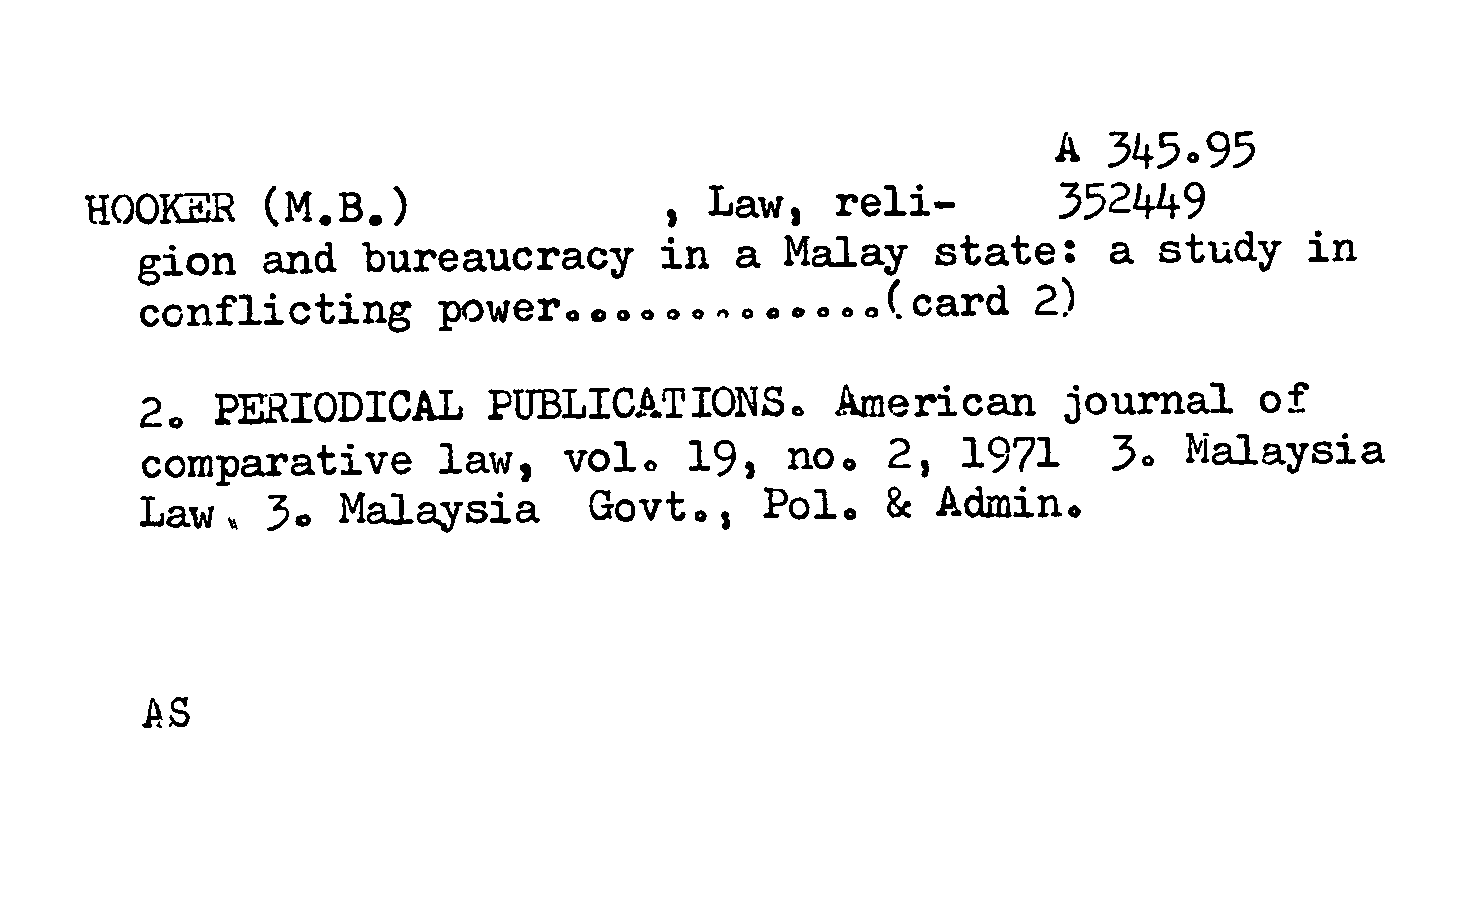 A 345.95
HOOKER (M.B.) , Law, reli- 352449
gion and bureaucracy in a Malay state: a study in
conflicting power.............(card 2)
2. PERIODICAL PUBLICATIONS. American journal of
comparative law, vol. 19, no. 2, 1971 3. Malaysia
Law. 3. Malaysia Govt., Pol. & Admin.
AS